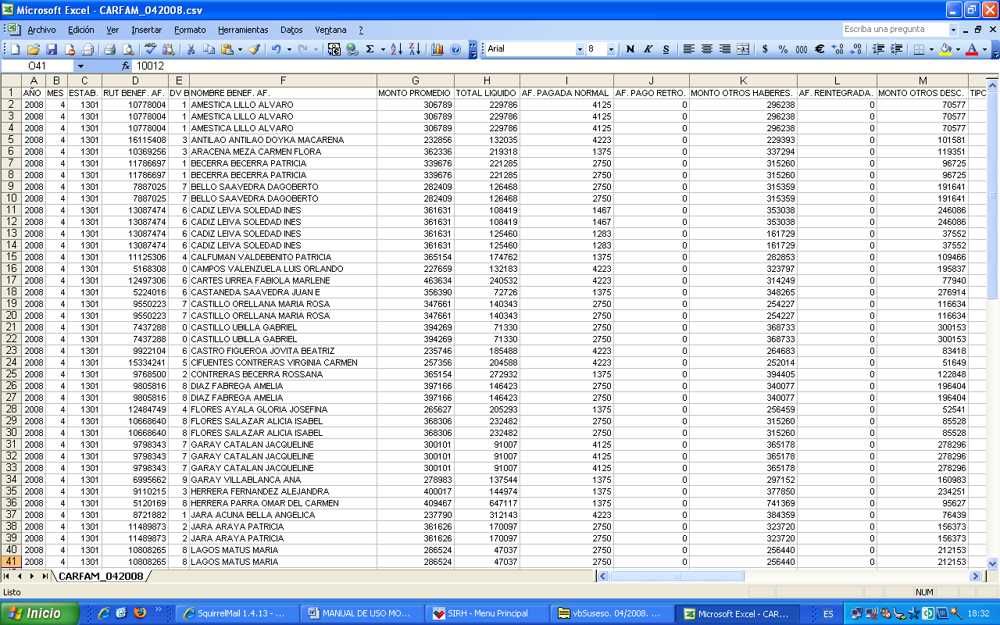 Microsoft Excel - CARFAM_042008.csv
Archivo Edición Ver Insertar Formato Herramientas Datos Ventana ? Escriba una pregunta
Arial 8 N K S $ % 000 €
O41 fx 10012
A B C D E F G H I J K L M
1 AÑO MES ESTAB. RUT BENEF. AF. DV B NOMBRE BENEF. AF. MONTO PROMEDIO TOTAL LIQUIDO AF. PAGADA NORMAL AF. PAGO RETRO. MONTO OTROS HABERES. AF. REINTEGRADA. MONTO OTROS DESC. TIPO
2 2008 4 1301 10778004 1 AMESTICA LILLO ALVARO 306789 229786 4125 0 296238 0 70577
3 2008 4 1301 10778004 1 AMESTICA LILLO ALVARO 306789 229786 4125 0 296238 0 70577
4 2008 4 1301 10778004 1 AMESTICA LILLO ALVARO 306789 229786 4125 0 296238 0 70577
5 2008 4 1301 16115408 3 ANTILAO ANTILAO DOYKA MACARENA 232856 132035 4223 0 229393 0 101581
6 2008 4 1301 10369256 3 ARACENA MEZA CARMEN FLORA 362336 219318 1375 0 337294 0 119351
7 2008 4 1301 11786697 1 BECERRA BECERRA PATRICIA 339676 221285 2750 0 315260 0 96725
8 2008 4 1301 11786697 1 BECERRA BECERRA PATRICIA 339676 221285 2750 0 315260 0 96725
9 2008 4 1301 7887025 7 BELLO SAAVEDRA DAGOBERTO 282409 126468 2750 0 315359 0 191641
10 2008 4 1301 7887025 7 BELLO SAAVEDRA DAGOBERTO 282409 126468 2750 0 315359 0 191641
11 2008 4 1301 13087474 6 CADIZ LEIVA SOLEDAD INES 361631 108419 1467 0 353038 0 246086
12 2008 4 1301 13087474 6 CADIZ LEIVA SOLEDAD INES 361631 108419 1467 0 353038 0 246086
13 2008 4 1301 13087474 6 CADIZ LEIVA SOLEDAD INES 361631 125460 1283 0 161729 0 37552
14 2008 4 1301 13087474 6 CADIZ LEIVA SOLEDAD INES 361631 125460 1283 0 161729 0 37552
15 2008 4 1301 11125306 4 CALFUMAN VALDEBENITO PATRICIA 365154 174762 1375 0 282853 0 109466
16 2008 4 1301 5168308 0 CAMPOS VALENZUELA LUIS ORLANDO 227659 132183 4223 0 323797 0 195837
17 2008 4 1301 12497306 6 CARTES URREA FABIOLA MARLENE 463634 240532 4223 0 314249 0 77940
18 2008 4 1301 5224016 6 CASTANEDA SAAVEDRA JUAN E 356390 72726 1375 0 348265 0 276914
19 2008 4 1301 9550223 7 CASTILLO ORELLANA MARIA ROSA 347661 140343 2750 0 254227 0 116634
20 2008 4 1301 9550223 7 CASTILLO ORELLANA MARIA ROSA 347661 140343 2750 0 254227 0 116634
21 2008 4 1301 7437288 0 CASTILLO UBILLA GABRIEL 394269 71330 2750 0 368733 0 300153
22 2008 4 1301 7437288 0 CASTILLO UBILLA GABRIEL 394269 71330 2750 0 368733 0 300153
23 2008 4 1301 9922104 6 CASTRO FIGUEROA JOVITA BEATRIZ 235746 185488 4223 0 264683 0 83418
24 2008 4 1301 15334241 5 CIFUENTES CONTRERAS VIRGINIA CARMEN 257356 204588 4223 0 252014 0 51649
25 2008 4 1301 9768500 2 CONTRERAS BECERRA ROSSANA 365154 272932 1375 0 394405 0 122848
26 2008 4 1301 9805816 8 DIAZ FABREGA AMELIA 397166 146423 2750 0 340077 0 196404
27 2008 4 1301 9805816 8 DIAZ FABREGA AMELIA 397166 146423 2750 0 340077 0 196404
28 2008 4 1301 12484749 4 FLORES AYALA GLORIA JOSEFINA 265627 205293 1375 0 256459 0 52541
29 2008 4 1301 10668640 8 FLORES SALAZAR ALICIA ISABEL 368306 232482 2750 0 315260 0 85528
30 2008 4 1301 10668640 8 FLORES SALAZAR ALICIA ISABEL 368306 232482 2750 0 315260 0 85528
31 2008 4 1301 9798343 7 GARAY CATALAN JACQUELINE 300101 91007 4125 0 365178 0 278296
32 2008 4 1301 9798343 7 GARAY CATALAN JACQUELINE 300101 91007 4125 0 365178 0 278296
33 2008 4 1301 9798343 7 GARAY CATALAN JACQUELINE 300101 91007 4125 0 365178 0 278296
34 2008 4 1301 6995662 9 GARAY VILLABLANCA ANA 278983 137544 1375 0 297152 0 160983
35 2008 4 1301 9110215 3 HERRERA FERNANDEZ ALEJANDRA 400017 144974 1375 0 377850 0 234251
36 2008 4 1301 5120169 8 HERRERA PARRA OMAR DEL CARMEN 409467 647117 1375 0 741369 0 95627
37 2008 4 1301 8721882 1 JARA ACUNA BELLA ANGELICA 237790 312143 4223 0 384359 0 76439
38 2008 4 1301 11489873 2 JARA ARAYA PATRICIA 361626 170097 2750 0 323720 0 156373
39 2008 4 1301 11489873 2 JARA ARAYA PATRICIA 361626 170097 2750 0 323720 0 156373
40 2008 4 1301 10808265 8 LAGOS MATUS MARIA 286524 47037 2750 0 256440 0 212153
41 2008 4 1301 10808265 8 LAGOS MATUS MARIA 286524 47037 2750 0 256440 0 212153
CARFAM_042008
Listo NUM
Inicio SquirrelMail 1.4.13 - ... MANUAL DE USO MO... SIRH - Menu Principal vbSuseso. 04/2008. ... Microsoft Excel - CAR... ES 18:32